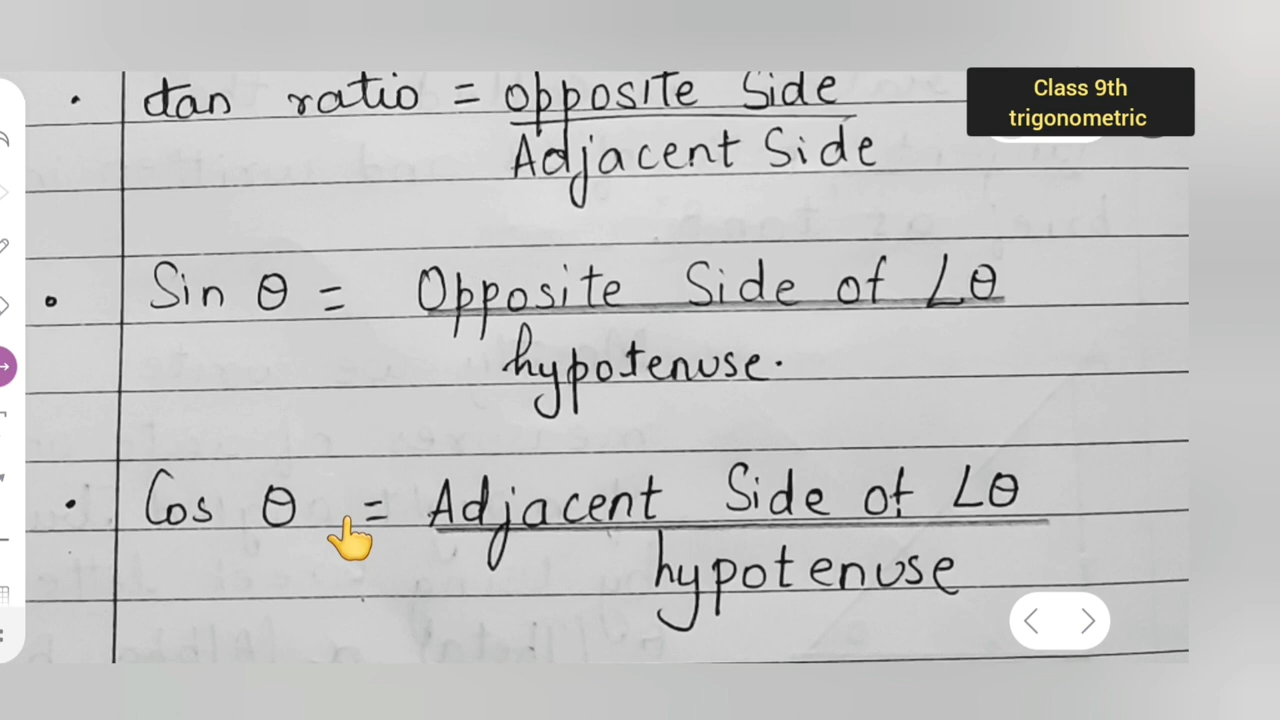 Class 9th
trigonometric
• tan ratio = opposite Side
Adjacent Side
• Sin θ = Opposite Side of ∠θ
hypotenuse.
• Cos θ = Adjacent Side of ∠θ
hypotenuse